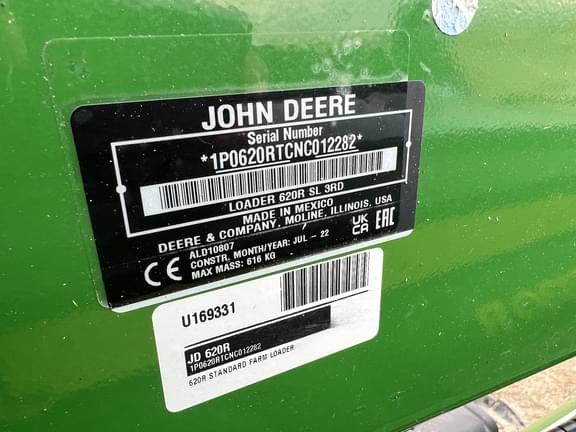 JOHN DEERE
Serial Number
*1P0620RTCNC012282*
LOADER 620R SL 3RD
MADE IN MEXICO
DEERE & COMPANY, MOLINE, ILLINOIS, USA
ALD10807
CONSTR. MONTH/YEAR: JUL - 22
MAX MASS: 616 KG
CE
UK
CA
EAC
U169331
JD 620R
1P0620RTCNC012282
620R STANDARD FARM LOADER